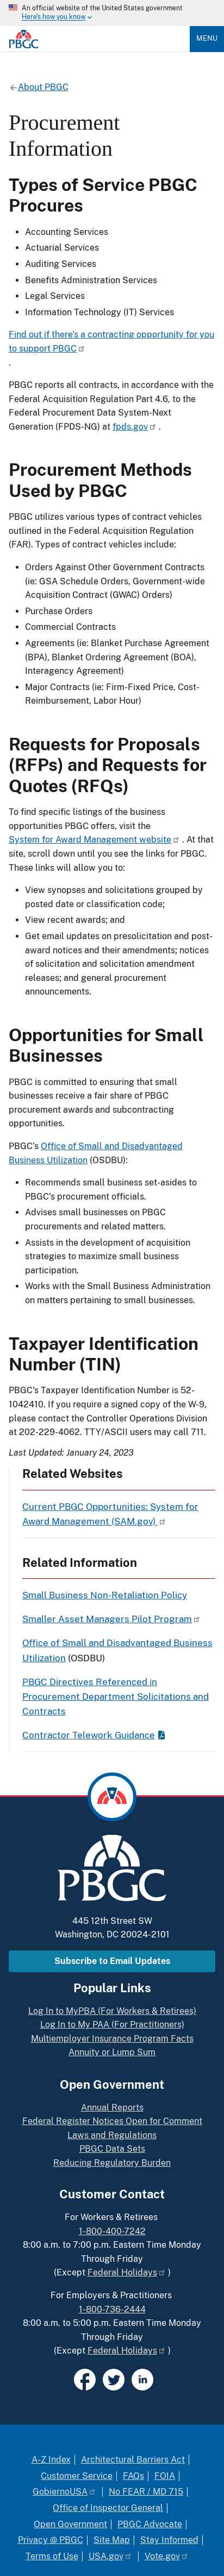 An official website of the United States government
Here's how you know
PBGC
MENU
About PBGC
Procurement
Information
Types of Service PBGC
Procures
Accounting Services
Actuarial Services
Auditing Services
Benefits Administration Services
Legal Services
Information Technology (IT) Services
Find out if there's a contracting opportunity for you
to support PBGC
.
PBGC reports all contracts, in accordance with the
Federal Acquisition Regulation Part 4.6, to the
Federal Procurement Data System-Next
Generation (FPDS-NG) at fpds.gov .
Procurement Methods
Used by PBGC
PBGC utilizes various types of contract vehicles
outlined in the Federal Acquisition Regulation
(FAR). Types of contract vehicles include:
Orders Against Other Government Contracts
(ie: GSA Schedule Orders, Government-wide
Acquisition Contract (GWAC) Orders)
Purchase Orders
Commercial Contracts
Agreements (ie: Blanket Purchase Agreement
(BPA), Blanket Ordering Agreement (BOA),
Interagency Agreement)
Major Contracts (ie: Firm-Fixed Price, Cost-
Reimbursement, Labor Hour)
Requests for Proposals
(RFPs) and Requests for
Quotes (RFQs)
To find specific listings of the various
opportunities PBGC offers, visit the
System for Award Management website . At that
scroll down until you see the links for PBGC.
These links will allow you to:
View synopses and solicitations grouped by
posted date or classification code;
View recent awards; and
Get email updates on presolicitation and post-
award notices and their amendments; notices
of solicitation and solicitation amendment
releases; and general procurement
announcements.
Opportunities for Small
Businesses
PBGC is committed to ensuring that small
businesses receive a fair share of PBGC
procurement awards and subcontracting
opportunities.
PBGC's Office of Small and Disadvantaged
Business Utilization (OSDBU):
Recommends small business set-asides to
PBGC's procurement officials.
Advises small businesses on PBGC
procurements and related matters.
Assists in the development of acquisition
strategies to maximize small business
participation.
Works with the Small Business Administration
on matters pertaining to small businesses.
Taxpayer Identification
Number (TIN)
PBGC's Taxpayer Identification Number is 52-
1042410. If you require a signed copy of the W-9,
please contact the Controller Operations Division
at 202-229-4062. TTY/ASCII users may call 711.
Last Updated: January 24, 2023
Related Websites
Current PBGC Opportunities: System for
Award Management (SAM.gov)
Related Information
Small Business Non-Retaliation Policy
Smaller Asset Managers Pilot Program
Office of Small and Disadvantaged Business
Utilization (OSDBU)
PBGC Directives Referenced in
Procurement Department Solicitations and
Contracts
Contractor Telework Guidance
PBGC
445 12th Street SW
Washington, DC 20024-2101
Subscribe to Email Updates
Popular Links
Log In to MyPBA (For Workers & Retirees)
Log In to My PAA (For Practitioners)
Multiemployer Insurance Program Facts
Annuity or Lump Sum
Open Government
Annual Reports
Federal Register Notices Open for Comment
Laws and Regulations
PBGC Data Sets
Reducing Regulatory Burden
Customer Contact
For Workers & Retirees
1-800-400-7242
8:00 a.m. to 7:00 p.m. Eastern Time Monday
Through Friday
(Except Federal Holidays )
For Employers & Practitioners
1-800-736-2444
8:00 a.m. to 5:00 p.m. Eastern Time Monday
Through Friday
(Except Federal Holidays )
A-Z Index | Architectural Barriers Act |
Customer Service | FAQs | FOIA |
GobiernoUSA | No FEAR / MD 715 |
Office of Inspector General |
Open Government | PBGC Advocate |
Privacy @ PBGC | Site Map | Stay Informed |
Terms of Use | USA.gov | Vote.gov